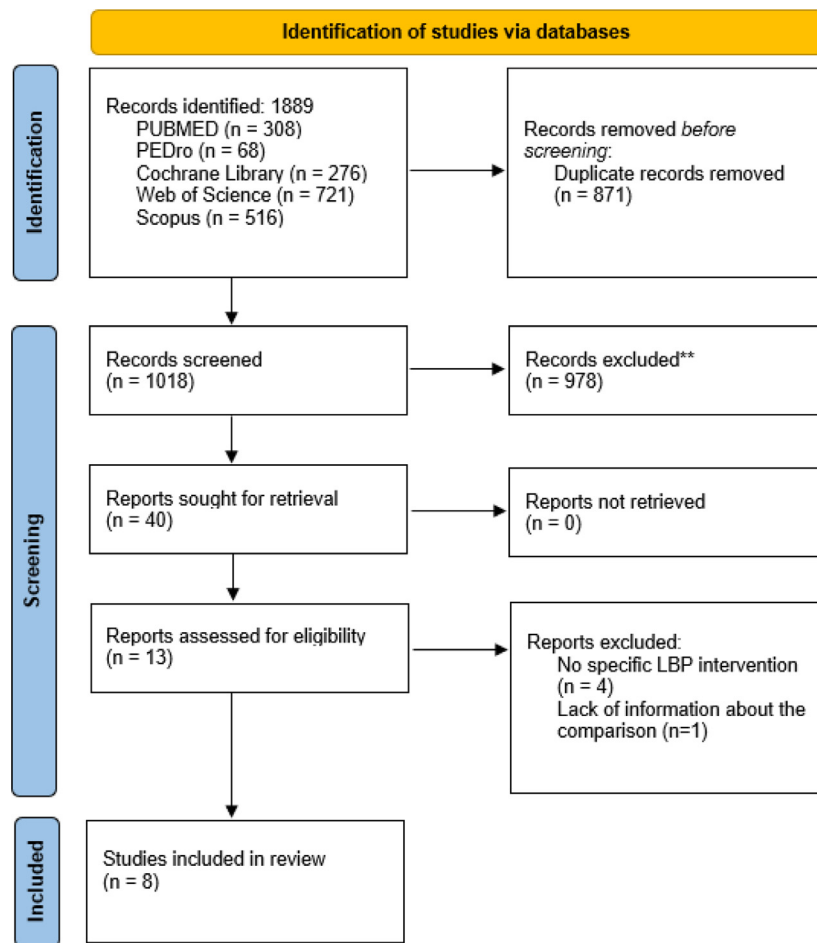 Identification of studies via databases
Identification
Records identified: 1889
PUBMED (n = 308)
PEDro (n = 68)
Cochrane Library (n = 276)
Web of Science (n = 721)
Scopus (n = 516)
Records removed before
screening:
Duplicate records removed
(n = 871)
Screening
Records screened
(n = 1018)
Records excluded**
(n = 978)
Reports sought for retrieval
(n = 40)
Reports not retrieved
(n = 0)
Reports assessed for eligibility
(n = 13)
Reports excluded:
No specific LBP intervention
(n = 4)
Lack of information about the
comparison (n=1)
Included
Studies included in review
(n = 8)